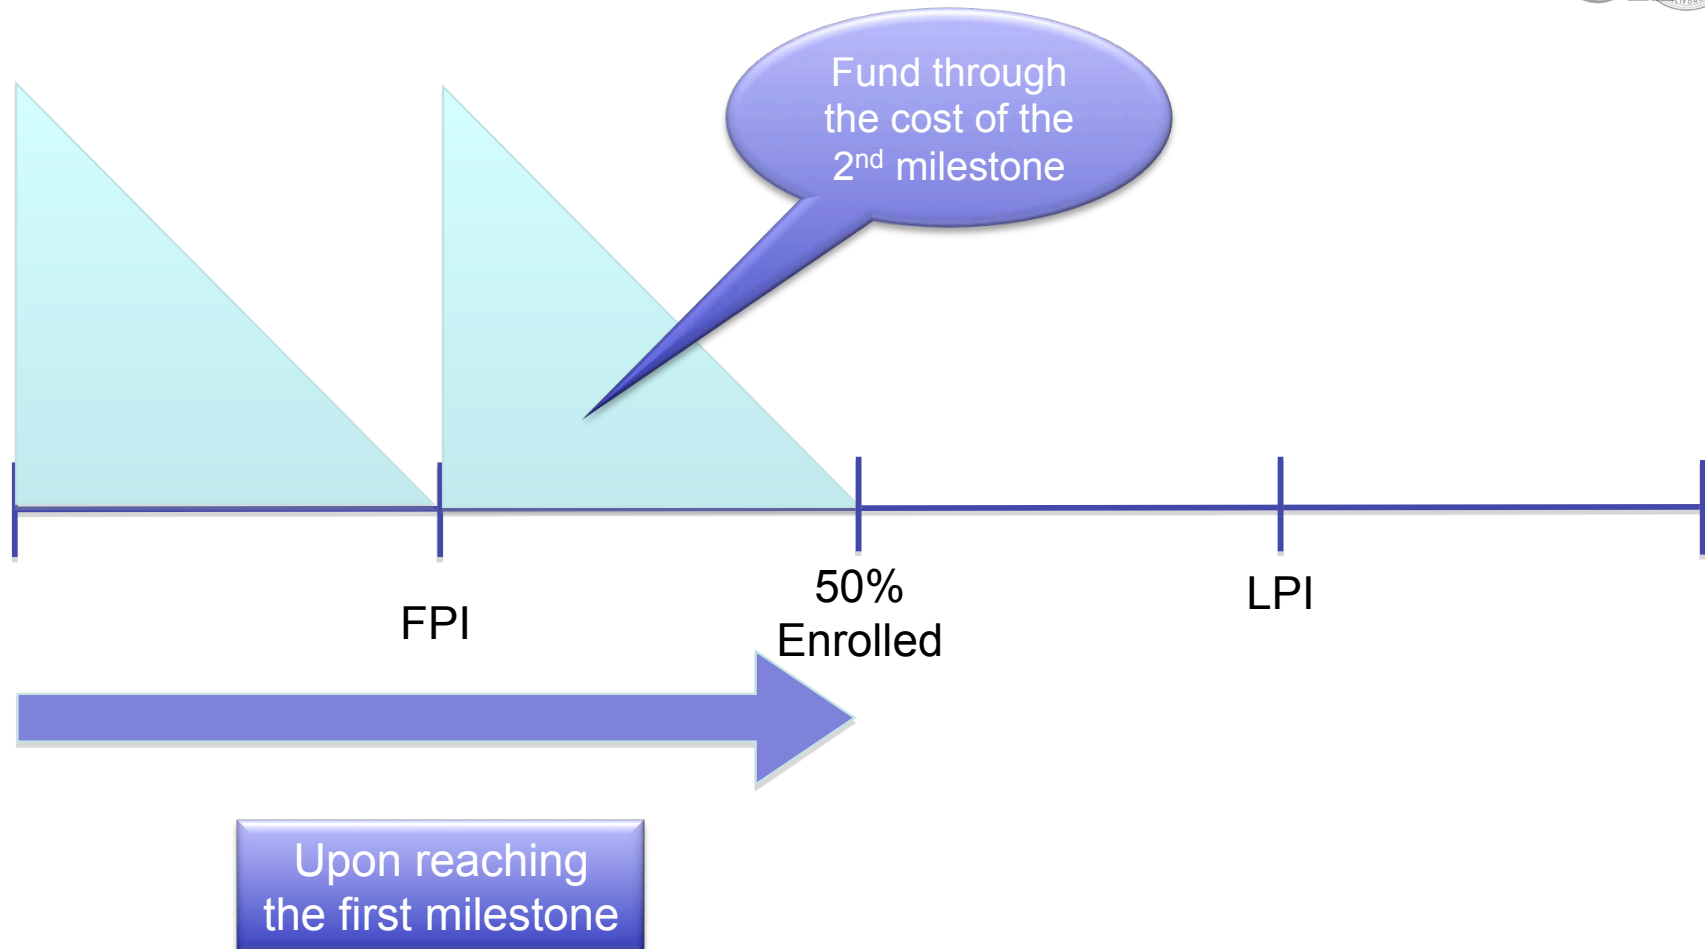 Fund through
the cost of the
2nd milestone
FPI
50%
Enrolled
LPI
Upon reaching
the first milestone